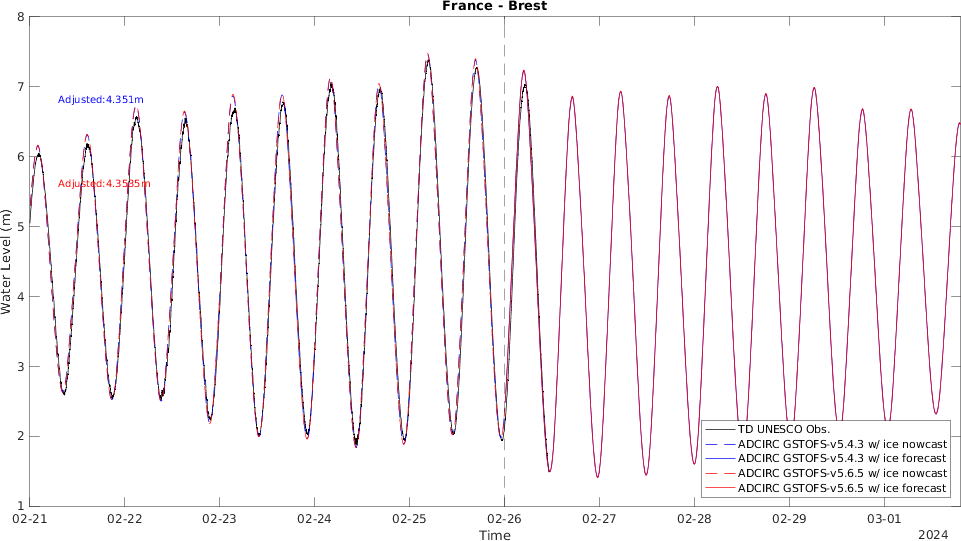 France - Brest
8
7
6
5
4
3
2
1
Water Level (m)
Adjusted:4.351m
Adjusted:4.3535m
TD UNESCO Obs.
ADCIRC GSTOFS-v5.4.3 w/ ice nowcast
ADCIRC GSTOFS-v5.4.3 w/ ice forecast
ADCIRC GSTOFS-v5.6.5 w/ ice nowcast
ADCIRC GSTOFS-v5.6.5 w/ ice forecast
02-21 02-22 02-23 02-24 02-25 02-26 02-27 02-28 02-29 03-01
Time
2024